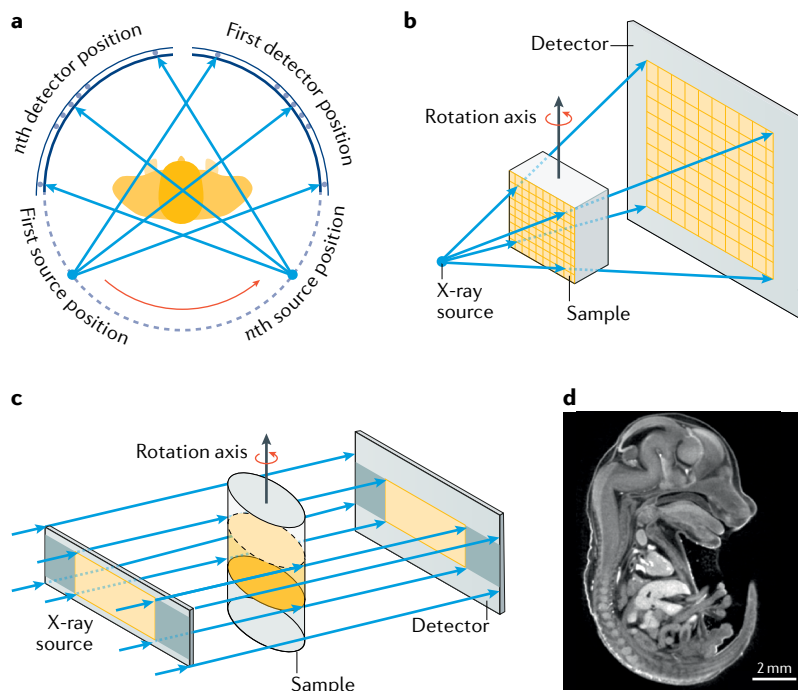 a
nth detector position
First detector position
First source position
nth source position
b
Detector
Rotation axis
X-ray
source
Sample
c
Rotation axis
X-ray
source
Detector
Sample
d
2 mm